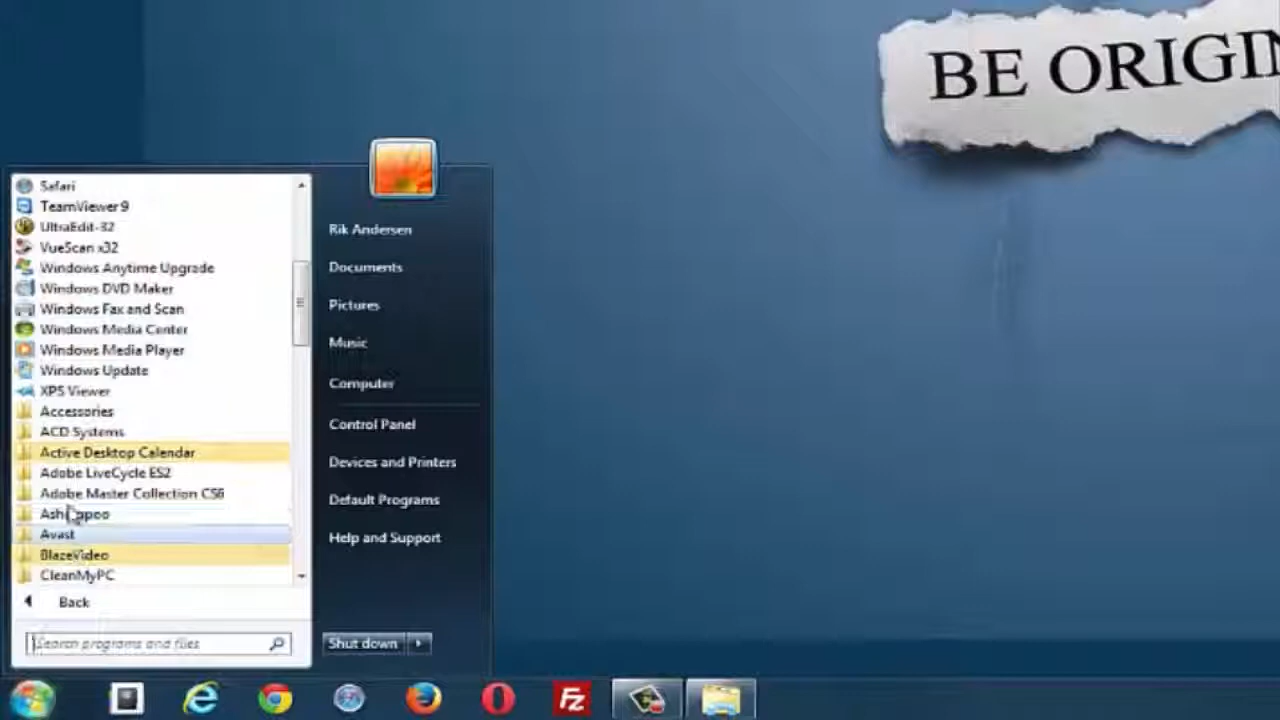 BE ORIGIN
Safari
TeamViewer 9
UltraEdit-32
VueScan x32
Windows Anytime Upgrade
Windows DVD Maker
Windows Fax and Scan
Windows Media Center
Windows Media Player
Windows Update
XPS Viewer
Accessories
ACD Systems
Active Desktop Calendar
Adobe LiveCycle ES2
Adobe Master Collection CS6
Avast
BlazeVideo
CleanMyPC
Back
Search programs and files
Rik Andersen
Documents
Pictures
Music
Computer
Control Panel
Devices and Printers
Default Programs
Help and Support
Shut down
FZ